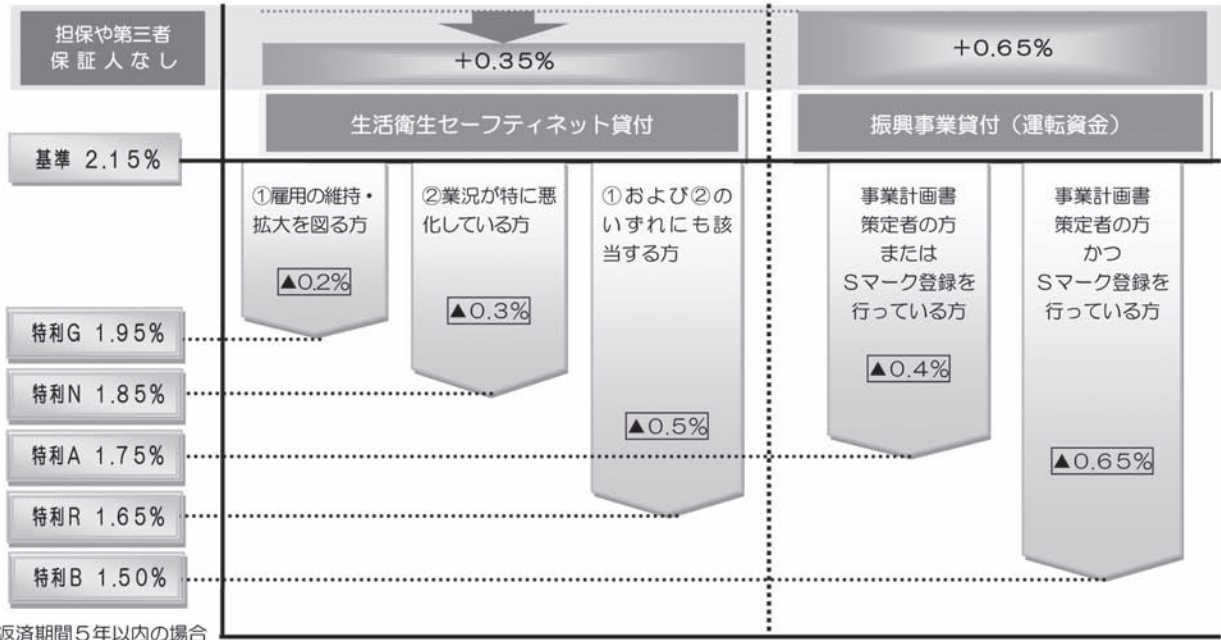 担保や第三者
保証人なし
+0.35%
+0.65%
生活衛生セーフティネット貸付
振興事業貸付（運転資金）
基準 2.15%
①雇用の維持・
拡大を図る方
▲0.2%
②業況が特に悪
化している方
▲0.3%
①および②の
いずれにも該
当する方
▲0.5%
事業計画書
策定者の方
または
Sマーク登録を
行っている方
▲0.4%
事業計画書
策定者の方
かつ
Sマーク登録を
行っている方
▲0.65%
特利G 1.95%
特利N 1.85%
特利A 1.75%
特利R 1.65%
特利B 1.50%
返済期間5年以内の場合